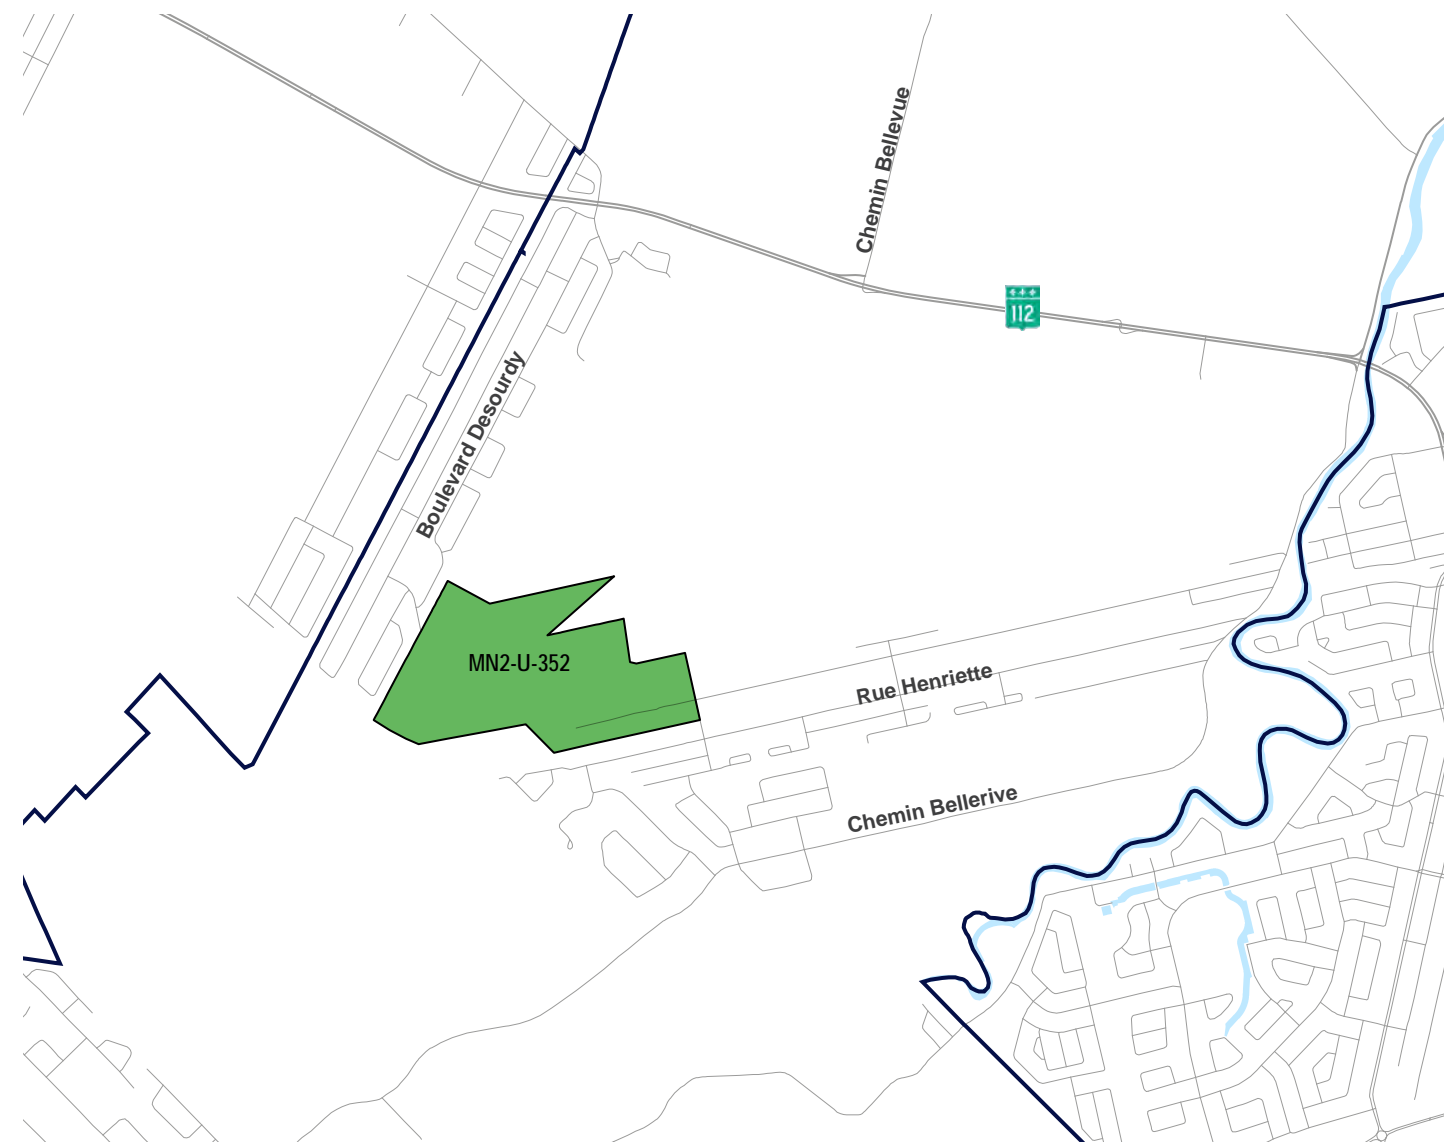 Chemin Bellevue
112
Boulevard Desourdy
MN2-U-352
Rue Henriette
Chemin Bellerive